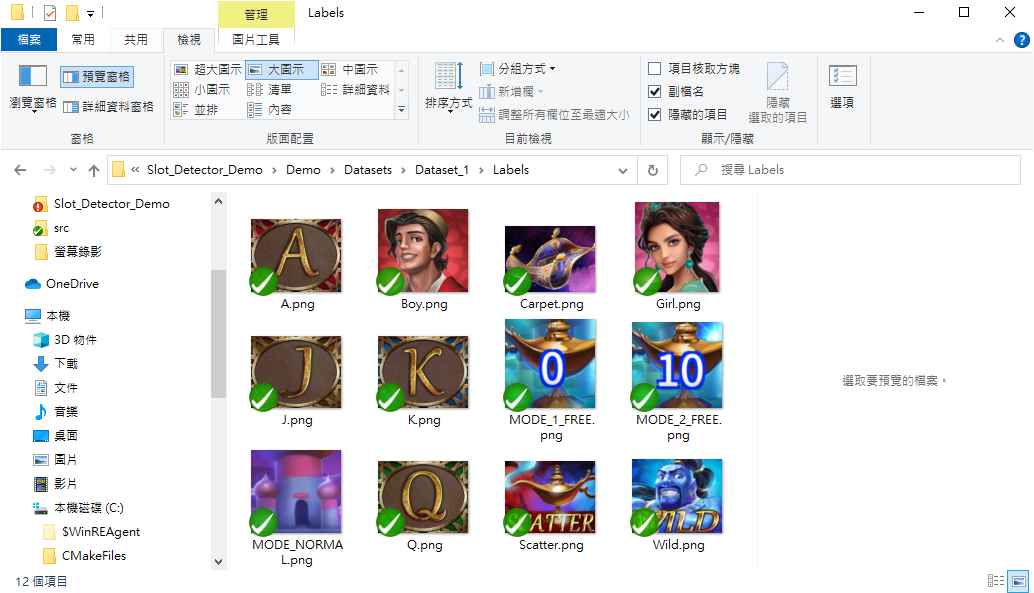 管理
Labels
檔案
常用
共用
檢視
圖片工具
瀏覽窗格
預覽窗格
詳細資料窗格
窗格
超大圖示
大圖示
中圖示
小圖示
清單
詳細資料
並排
內容
版面配置
排序方式
分組方式
新增欄
調整所有欄位至最適大小
目前檢視
項目核取方塊
副檔名
隱藏的項目
隱藏
選取的項目
顯示/隱藏
選項
« Slot_Detector_Demo > Demo > Datasets > Dataset_1 > Labels
搜尋 Labels
Slot_Detector_Demo
src
螢幕錄影
OneDrive
本機
3D 物件
下載
文件
音樂
桌面
圖片
影片
本機磁碟 (C:)
$WinREAgent
CMakeFiles
A
A.png
Boy.png
Carpet.png
Girl.png
J
J.png
K
K.png
0
MODE_1_FREE.
png
10
MODE_2_FREE.
png
MODE_NORMA
L.png
Q
Q.png
SCATTER
Scatter.png
WILD
Wild.png
選取要預覽的檔案。
12 個項目